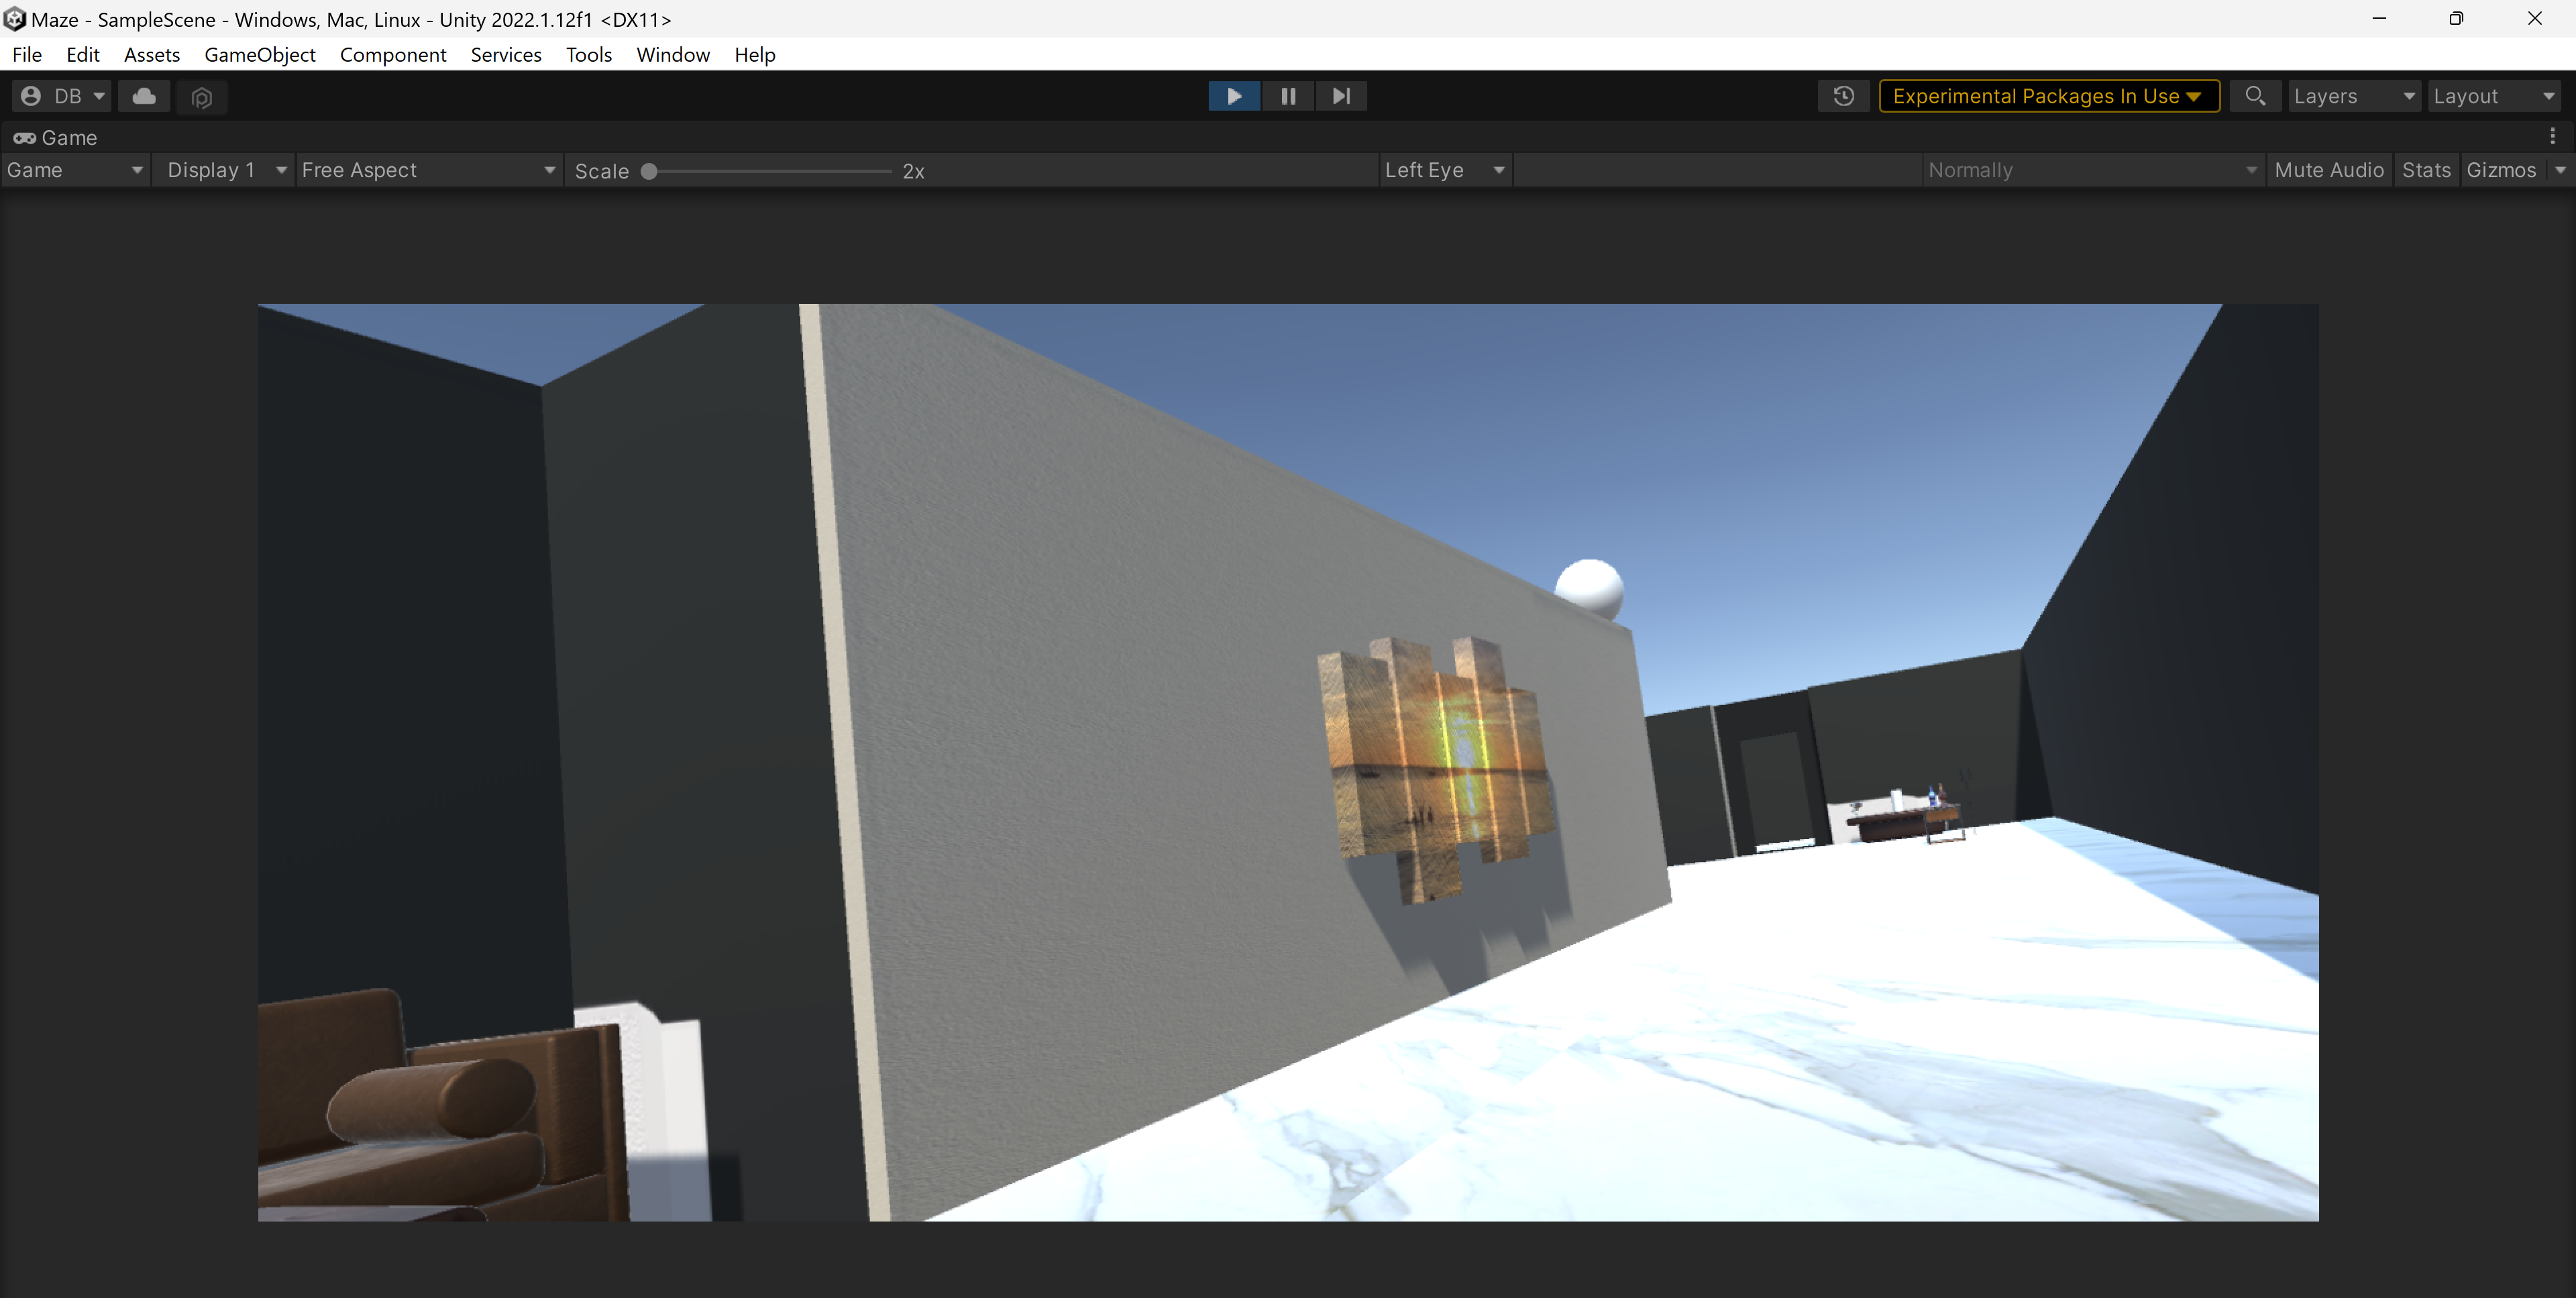 Maze - SampleScene - Windows, Mac, Linux - Unity 2022.1.12f1 <DX11>
File Edit Assets GameObject Component Services Tools Window Help
DB Experimental Packages In Use Layers Layout
Game
Game Display 1 Free Aspect Scale 2x Left Eye Normally Mute Audio Stats Gizmos